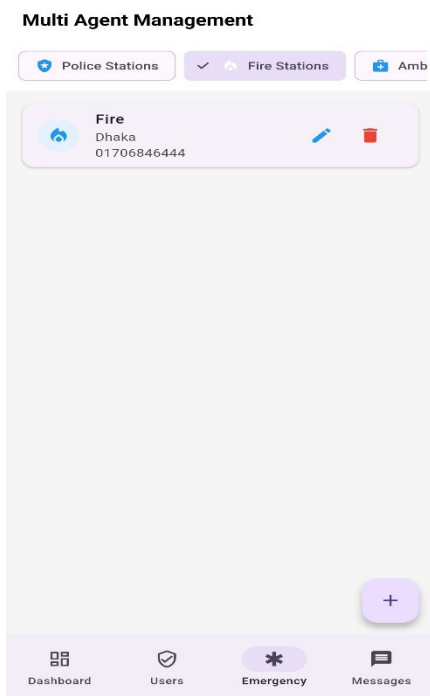 Multi Agent Management
Police Stations
Fire Stations
Amb
Fire
Dhaka
01706846444
Dashboard
Users
Emergency
Messages